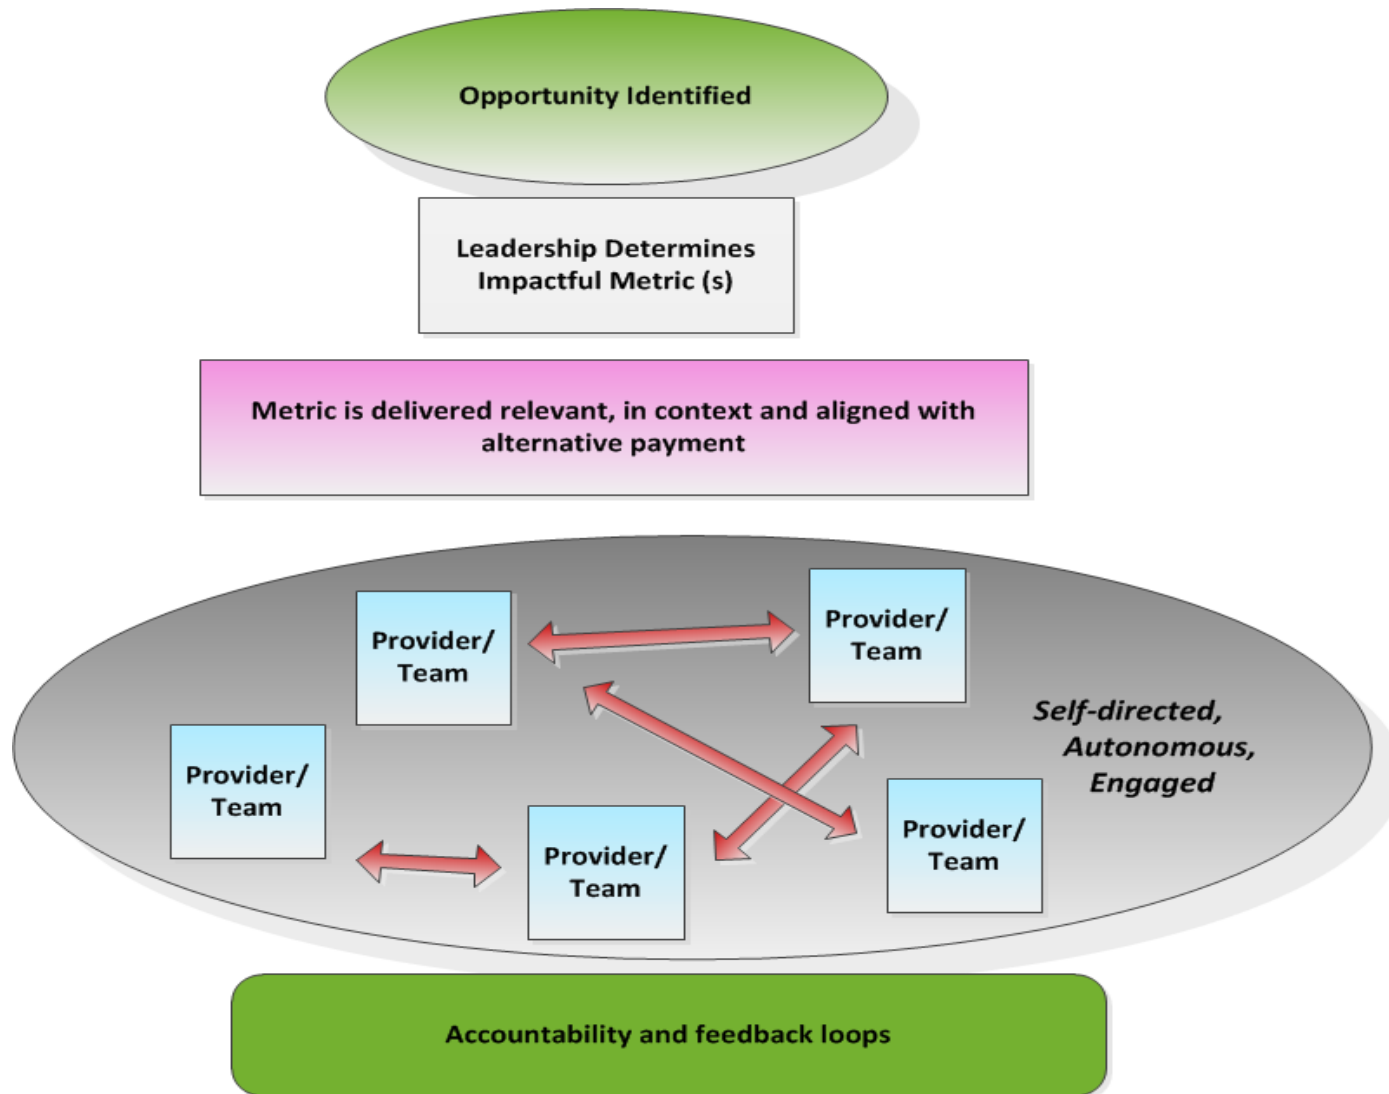 Opportunity Identified
Leadership Determines
Impactful Metric (s)
Metric is delivered relevant, in context and aligned with
alternative payment
Provider/
Team
Provider/
Team
Self-directed,
Autonomous,
Engaged
Provider/
Team
Provider/
Team
Provider/
Team
Accountability and feedback loops